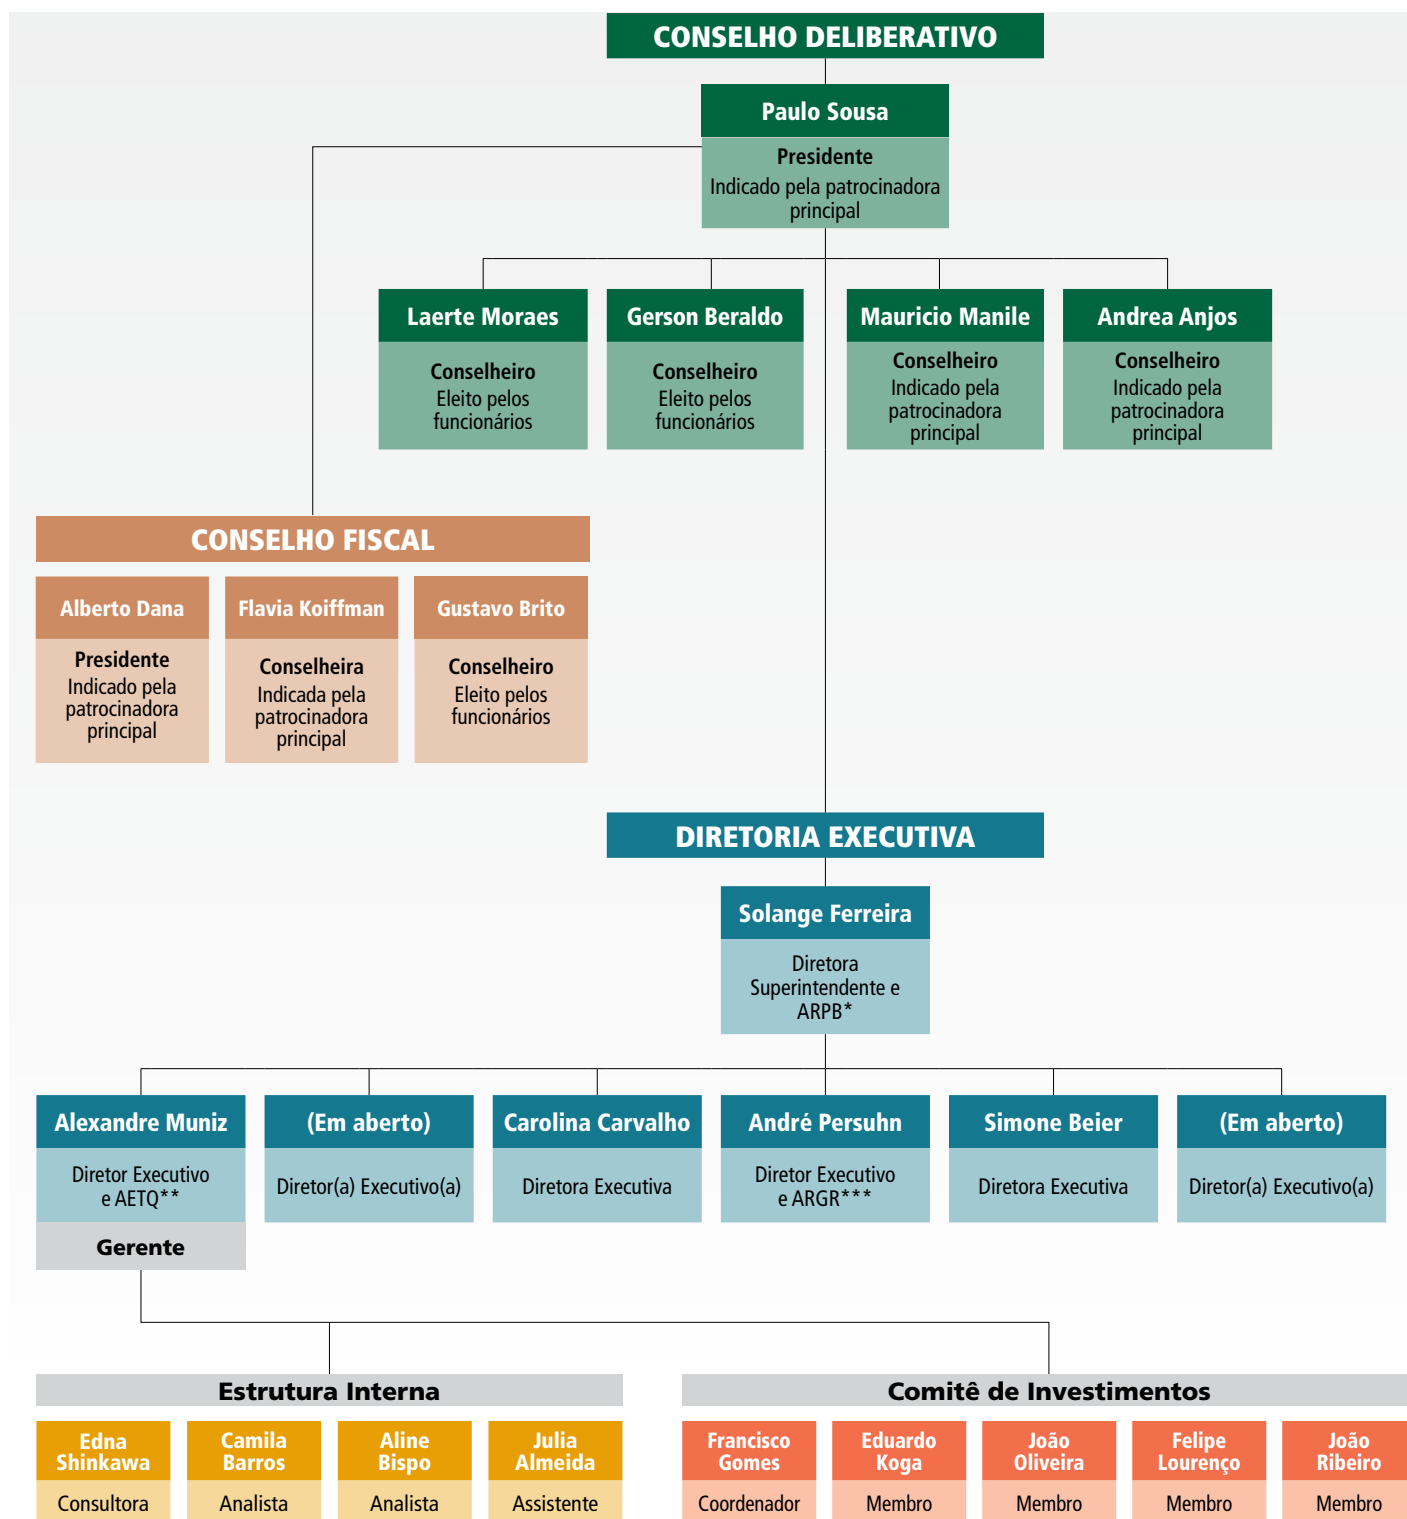 CONSELHO DELIBERATIVO
Paulo Sousa
Presidente
Indicado pela patrocinadora
principal
Laerte Moraes
Conselheiro
Eleito pelos
funcionários
Gerson Beraldo
Conselheiro
Eleito pelos
funcionários
Mauricio Manile
Conselheiro
Indicado pela
patrocinadora
principal
Andrea Anjos
Conselheiro
Indicado pela
patrocinadora
principal
CONSELHO FISCAL
Alberto Dana
Presidente
Indicado pela
patrocinadora
principal
Flavia Koiffman
Conselheira
Indicada pela
patrocinadora
principal
Gustavo Brito
Conselheiro
Eleito pelos
funcionários
DIRETORIA EXECUTIVA
Solange Ferreira
Diretora
Superintendente e
ARPB*
Alexandre Muniz
Diretor Executivo
e AETQ**
Gerente
(Em aberto)
Diretor(a) Executivo(a)
Carolina Carvalho
Diretora Executiva
André Persuhn
Diretor Executivo
e ARGR***
Simone Beier
Diretora Executiva
(Em aberto)
Diretor(a) Executivo(a)
Estrutura Interna
Edna
Shinkawa
Consultora
Camila
Barros
Analista
Aline
Bispo
Analista
Julia
Almeida
Assistente
Comitê de Investimentos
Francisco
Gomes
Coordenador
Eduardo
Koga
Membro
João
Oliveira
Membro
Felipe
Lourenço
Membro
João
Ribeiro
Membro